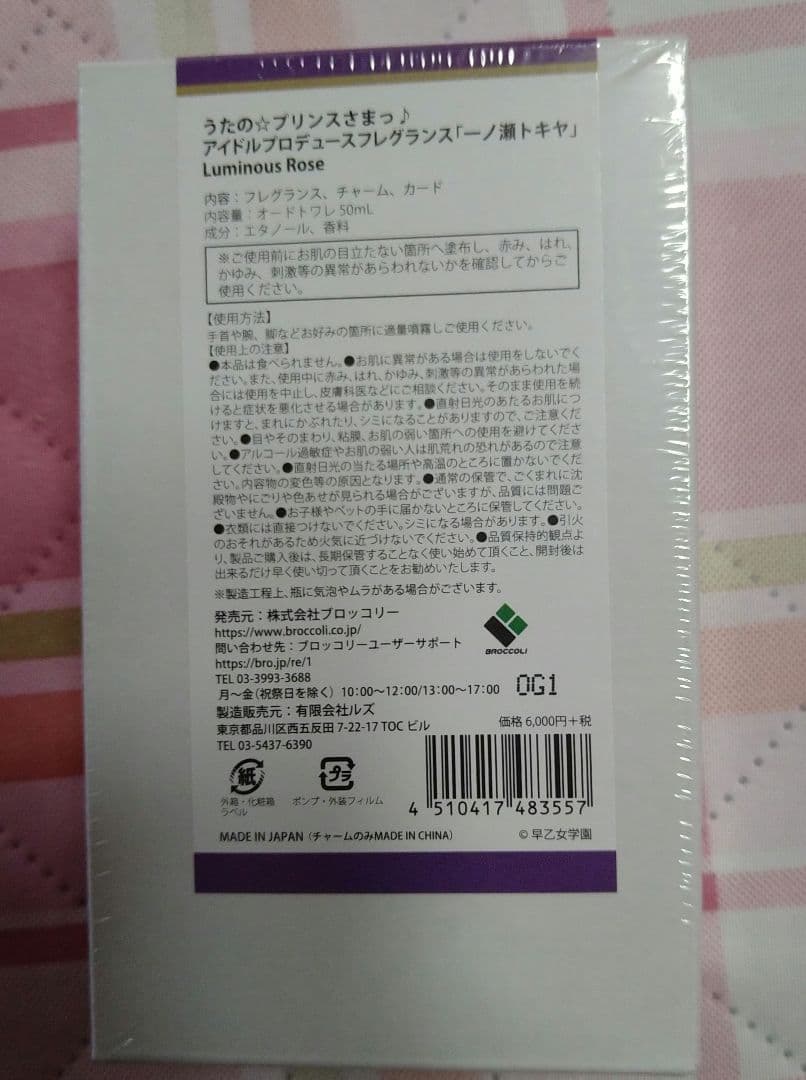 うたの☆プリンスさまっ♪
アイドルプロデュースフレグランス「一ノ瀬トキヤ」
Luminous Rose
内容：フレグランス、チャーム、カード
内容量：オードトワレ 50mL
成分：エタノール、香料
※ご使用前にお肌の目立たない箇所へ塗布し、赤み、はれ、
かゆみ、刺激等の異常があらわれないかを確認してからご
使用ください。
【使用方法】
手首や腕、脚などお好みの箇所に適量噴霧しご使用ください。
【使用上の注意】
●本品は食べられません。●お肌に異常がある場合は使用をしないでく
ださい。また、使用中に赤み、はれ、かゆみ、刺激等の異常があらわれた場
合には使用を中止し、皮膚科医などにご相談ください。そのまま使用を続
けると症状を悪化させる場合があります。●直射日光のあたるお肌につ
けますと、まれにかぶれたり、シミになることがありますので、ご注意くだ
さい。●目やそのまわり、粘膜、お肌の弱い箇所への使用を避けてくださ
い。●アルコール過敏症やお肌の弱い人は肌荒れの恐れがあるので注意
してください。●直射日光の当たる場所や高温のところに置かないでくだ
さい。内容物の変色等の原因となります。●通常の保管で、ごくまれに沈
殿物やにごりや色あせが見られる場合がございますが、品質には問題ご
ざいません。●お子様やペットの手に届かないところに保管してください。
●衣類には直接つけないでください。シミになる場合があります。●引火
のおそれがあるため火気に近づけないでください。●品質保持的観点よ
り、製品ご購入後は、長期保管することなく使い始めて頂くこと、開封後は
出来るだけ早く使い切って頂くことをお勧めいたします。
※製造工程上、瓶に気泡やムラがある場合がございます。
発売元：株式会社ブロッコリー
https://www.broccoli.co.jp/
問い合わせ先：ブロッコリーユーザーサポート
https://bro.jp/re/1
TEL 03-3993-3688
月～金（祝祭日を除く） 10:00～12:00/13:00～17:00
BROCCOLI
0G1
製造販売元：有限会社ルズ
東京都品川区西五反田 7-22-17 TOC ビル
TEL 03-5437-6390
価格 6,000円＋税
紙
外箱・化粧箱
ラベル
プラ
ポンプ・外装フィルム
4 510417 483557
MADE IN JAPAN （チャームのみMADE IN CHINA）
© 早乙女学園